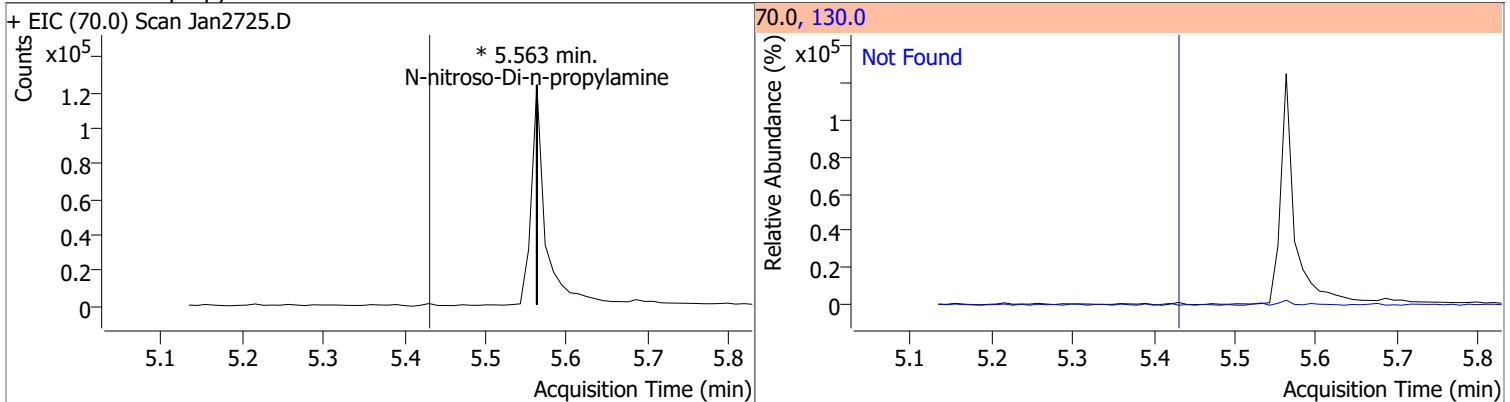 + EIC (70.0) Scan Jan2725.D
Counts
x10⁵
* 5.563 min.
N-nitroso-Di-n-propylamine
1.2
1
0.8
0.6
0.4
0.2
0
5.1 5.2 5.3 5.4 5.5 5.6 5.7 5.8
Acquisition Time (min)
70.0, 130.0
Relative Abundance (%)
x10⁵
Not Found
1
0.8
0.6
0.4
0.2
0
5.1 5.2 5.3 5.4 5.5 5.6 5.7 5.8
Acquisition Time (min)